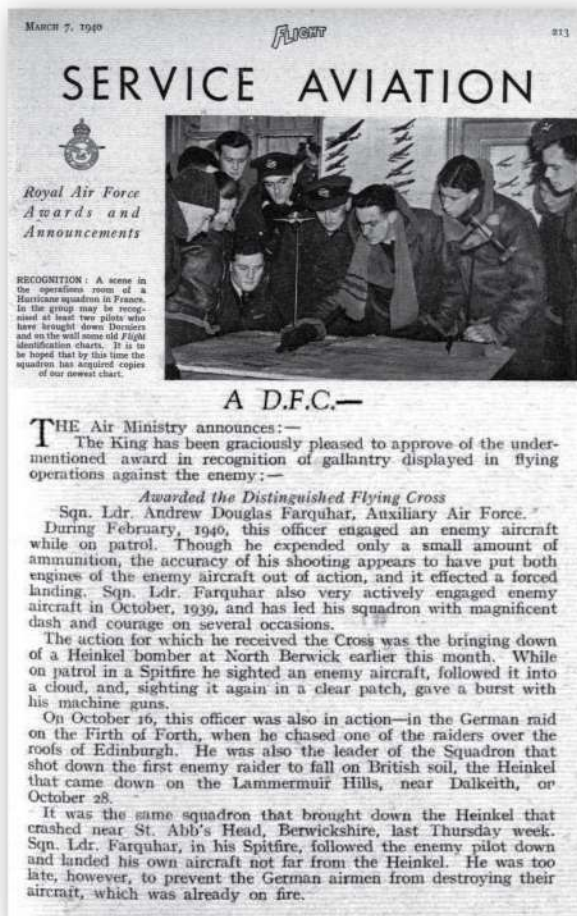 MARCH 7, 1940
FLIGHT
213
SERVICE AVIATION
Royal Air Force
Awards and
Announcements
RECOGNITION: A scene in
the operations room of a
Hurricane squadron in France.
In the group may be recog-
nised at least two pilots who
have brought down Dorniers
and on the wall some old Flight
identification charts. It is to
be hoped that by this time the
squadron has acquired copies
of our newest chart.
A D.F.C.—
THE Air Ministry announces:—
The King has been graciously pleased to approve of the under-
mentioned award in recognition of gallantry displayed in flying
operations against the enemy:—
Awarded the Distinguished Flying Cross
Sqn. Ldr. Andrew Douglas Farquhar, Auxiliary Air Force.
During February, 1940, this officer engaged an enemy aircraft
while on patrol. Though he expended only a small amount of
ammunition, the accuracy of his shooting appears to have put both
engines of the enemy aircraft out of action, and it effected a forced
landing. Sqn. Ldr. Farquhar also very actively engaged enemy
aircraft in October, 1939, and has led his squadron with magnificent
dash and courage on several occasions.
The action for which he received the Cross was the bringing down
of a Heinkel bomber at North Berwick earlier this month. While
on patrol in a Spitfire he sighted an enemy aircraft, followed it into
a cloud, and, sighting it again in a clear patch, gave a burst with
his machine guns.
On October 16, this officer was also in action—in the German raid
on the Firth of Forth, when he chased one of the raiders over the
roofs of Edinburgh. He was also the leader of the Squadron that
shot down the first enemy raider to fall on British soil, the Heinkel
that came down on the Lammermuir Hills, near Dalkeith, or
October 28.
It was the same squadron that brought down the Heinkel that
crashed near St. Abb's Head, Berwickshire, last Thursday week.
Sqn. Ldr. Farquhar, in his Spitfire, followed the enemy pilot down
and landed his own aircraft not far from the Heinkel. He was too
late, however, to prevent the German airmen from destroying their
aircraft, which was already on fire.